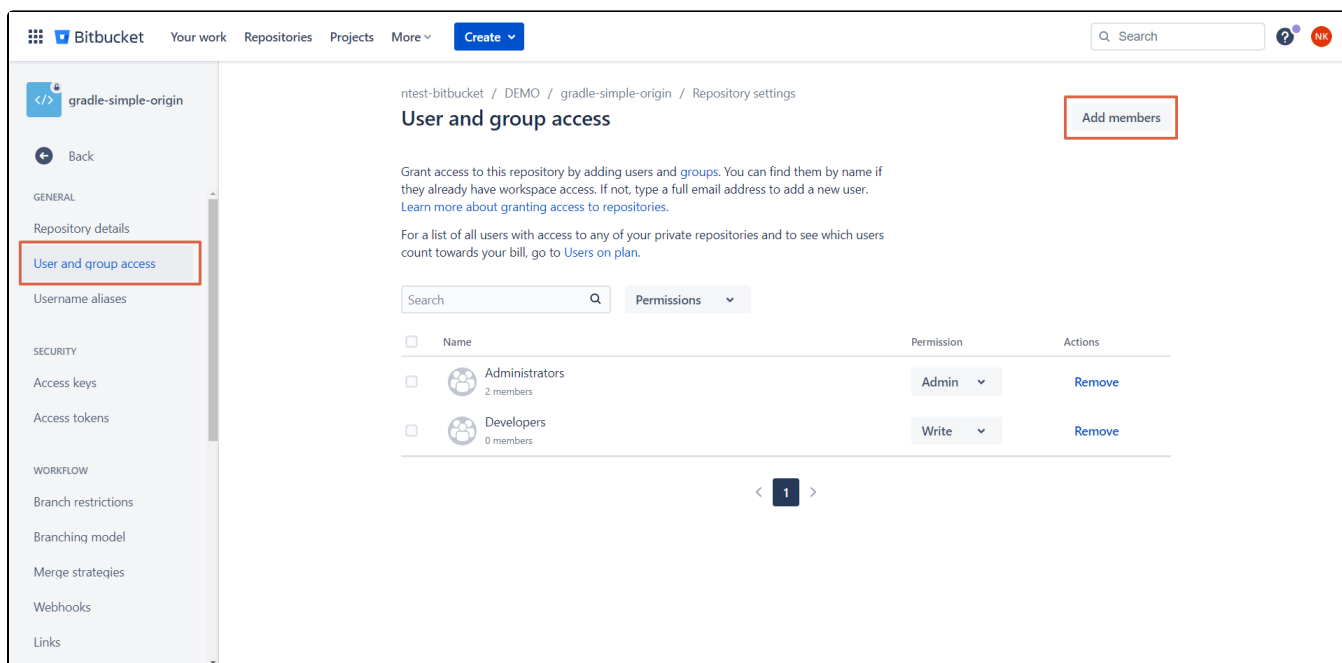 Bitbucket Your work Repositories Projects More Create Search ? NK
</> gradle-simple-origin
Back
GENERAL
Repository details
User and group access
Username aliases
SECURITY
Access keys
Access tokens
WORKFLOW
Branch restrictions
Branching model
Merge strategies
Webhooks
Links
ntest-bitbucket / DEMO / gradle-simple-origin / Repository settings
User and group access
Add members
Grant access to this repository by adding users and groups. You can find them by name if
they already have workspace access. If not, type a full email address to add a new user.
Learn more about granting access to repositories.
For a list of all users with access to any of your private repositories and to see which users
count towards your bill, go to Users on plan.
Search Permissions
Name Permission Actions
Administrators
2 members
Admin Remove
Developers
0 members
Write Remove
< 1 >